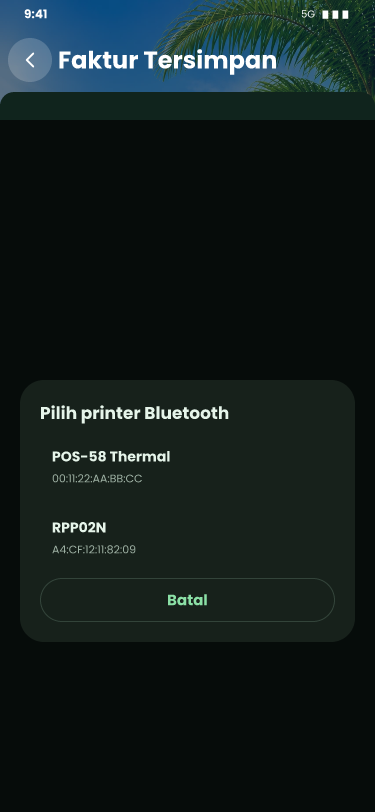 9:41
5G
Faktur Tersimpan
Pilih printer Bluetooth
POS-58 Thermal
00:11:22:AA:BB:CC
RPP02N
A4:CF:12:11:82:09
Batal